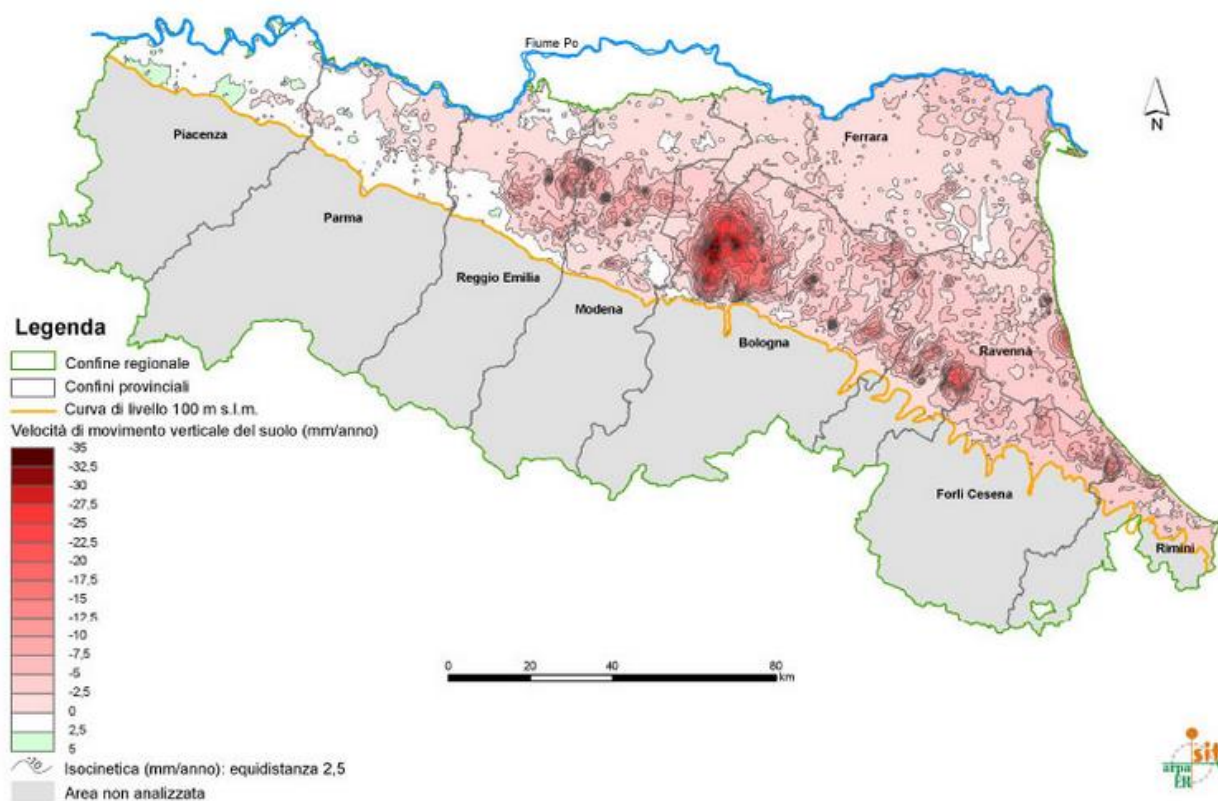 Fiume Po
N
Piacenza
Parma
Reggio Emilia
Modena
Bologna
Ferrara
Ravenna
Forlì Cesena
Rimini
Legenda
Confine regionale
Confini provinciali
Curva di livello 100 m s.l.m.
Velocità di movimento verticale del suolo (mm/anno)
-35
-32,5
-30
-27,5
-25
-22,5
-20
-17,5
-15
-12,5
-10
-7,5
-5
-2,5
0
2,5
5
-10
Isocinetica (mm/anno): equidistanza 2,5
Area non analizzata
0 20 40 80
km
arpa
ER